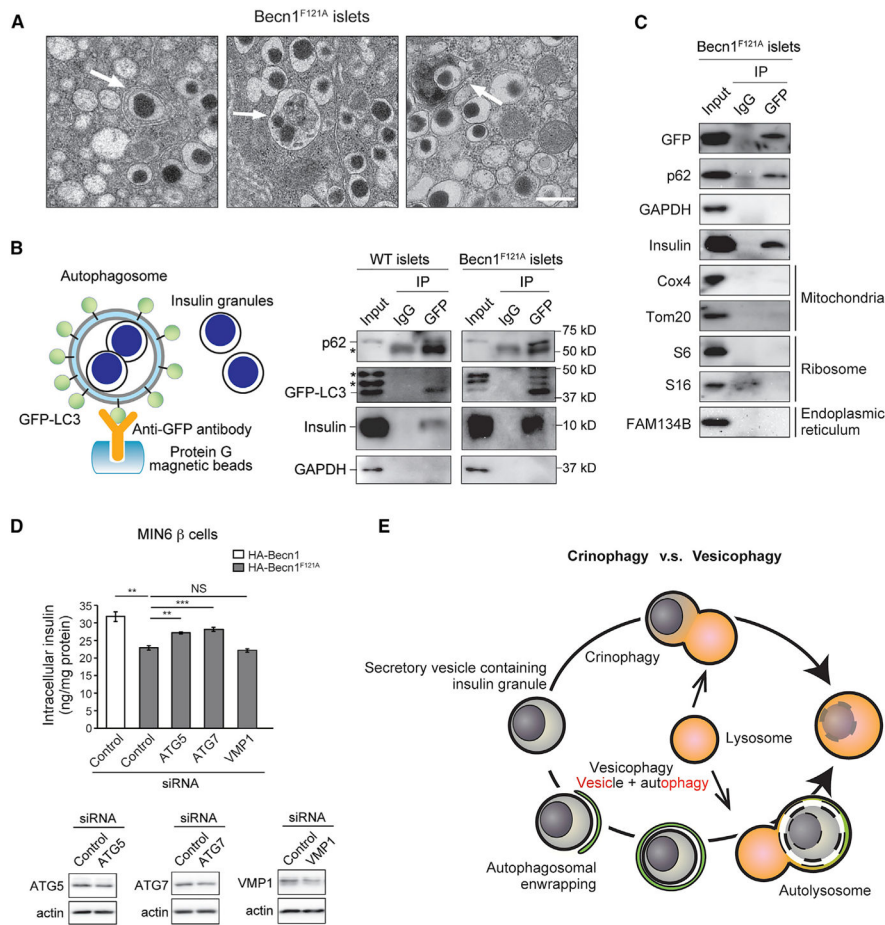 A
Becn1F121A islets
B
Autophagosome
Insulin granules
GFP-LC3
Anti-GFP antibody
Protein G
magnetic beads
WT islets
Becn1F121A islets
IP
IP
Input
IgG
GFP
Input
IgG
GFP
p62
*
75 kD
50 kD
*
*
GFP-LC3
50 kD
37 kD
Insulin
10 kD
GAPDH
37 kD
C
Becn1F121A islets
IP
Input
IgG
GFP
GFP
p62
GAPDH
Insulin
Cox4
Tom20
Mitochondria
S6
S16
Ribosome
FAM134B
Endoplasmic
reticulum
D
MIN6 β cells
HA-Becn1
HA-Becn1F121A
NS
**
***
**
Intracellular insulin
(ng/mg protein)
35
30
25
20
15
10
5
0
Control
Control
ATG5
ATG7
VMP1
siRNA
siRNA
Control
ATG5
ATG5
actin
siRNA
Control
ATG7
ATG7
actin
siRNA
Control
VMP1
VMP1
actin
E
Crinophagy v.s. Vesicophagy
Crinophagy
Secretory vesicle containing
insulin granule
Lysosome
Vesicophagy
Vesicle + autophagy
Autophagosomal
enwrapping
Autolysosome